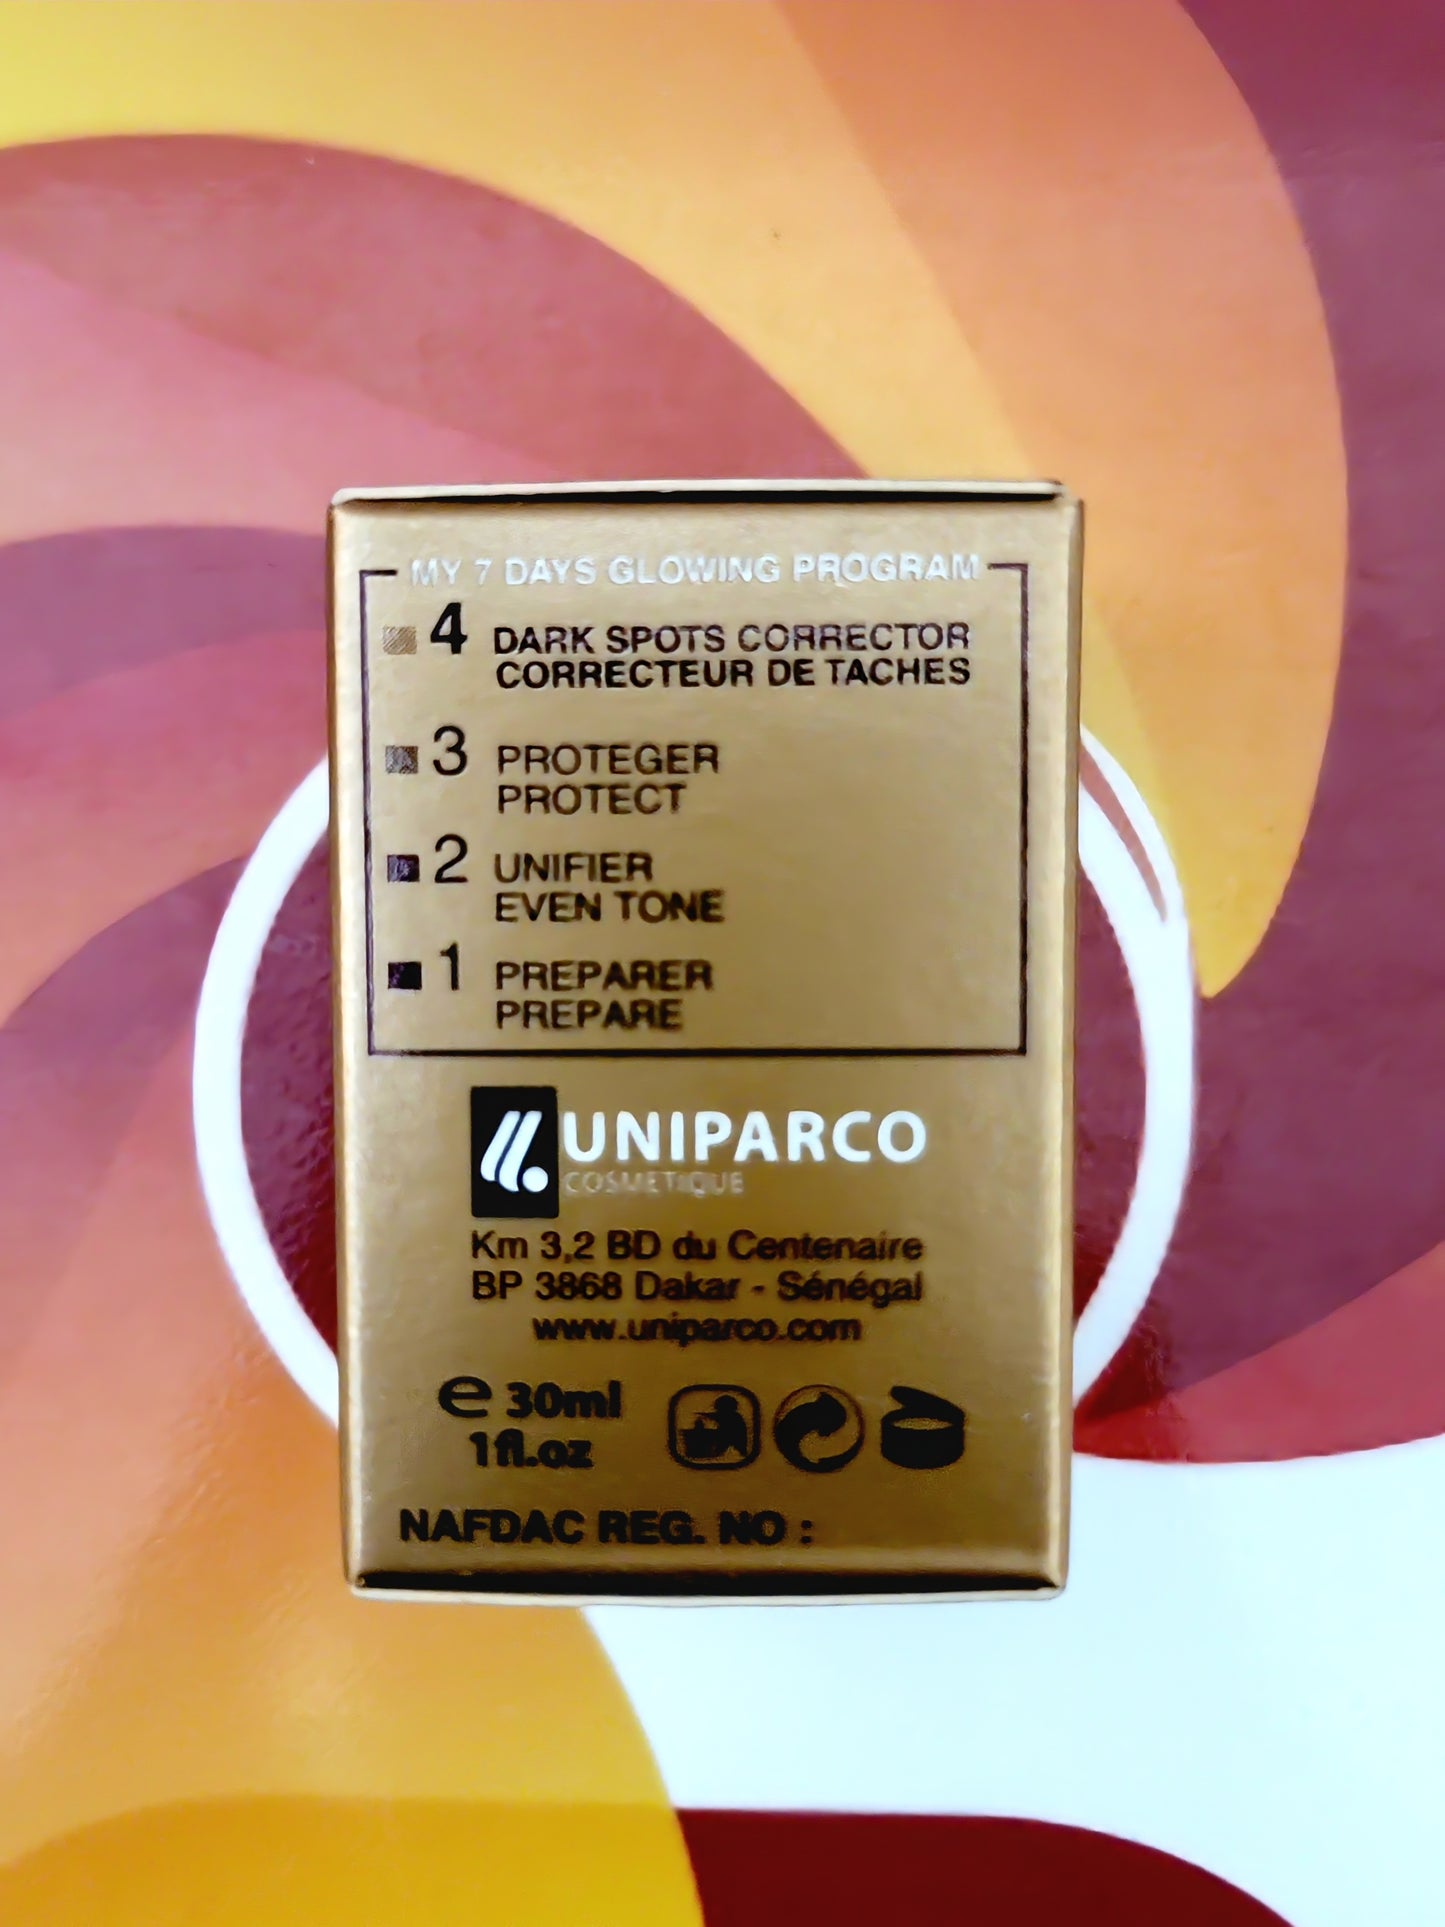 MY 7 DAYS GLOWING PROGRAM
4 DARK SPOTS CORRECTOR
CORRECTEUR DE TACHES
3 PROTEGER
PROTECT
2 UNIFIER
EVEN TONE
1 PREPARER
PREPARE
UNIPARCO
COSMETIQUE
Km 3,2 BD du Centenaire
BP 3868 Dakar - Sénégal
www.uniparco.com
e 30ml
1fl.oz
NAFDAC REG. NO :